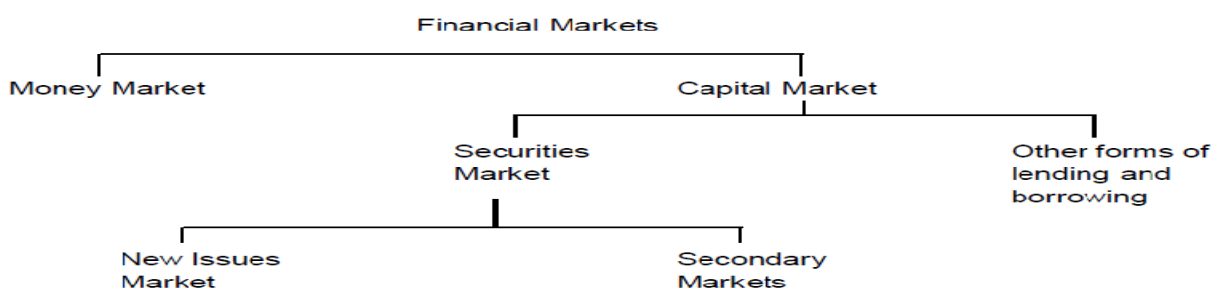 Financial Markets
Money Market
Capital Market
Securities
Market
Other forms of
lending and
borrowing
New Issues
Market
Secondary
Markets